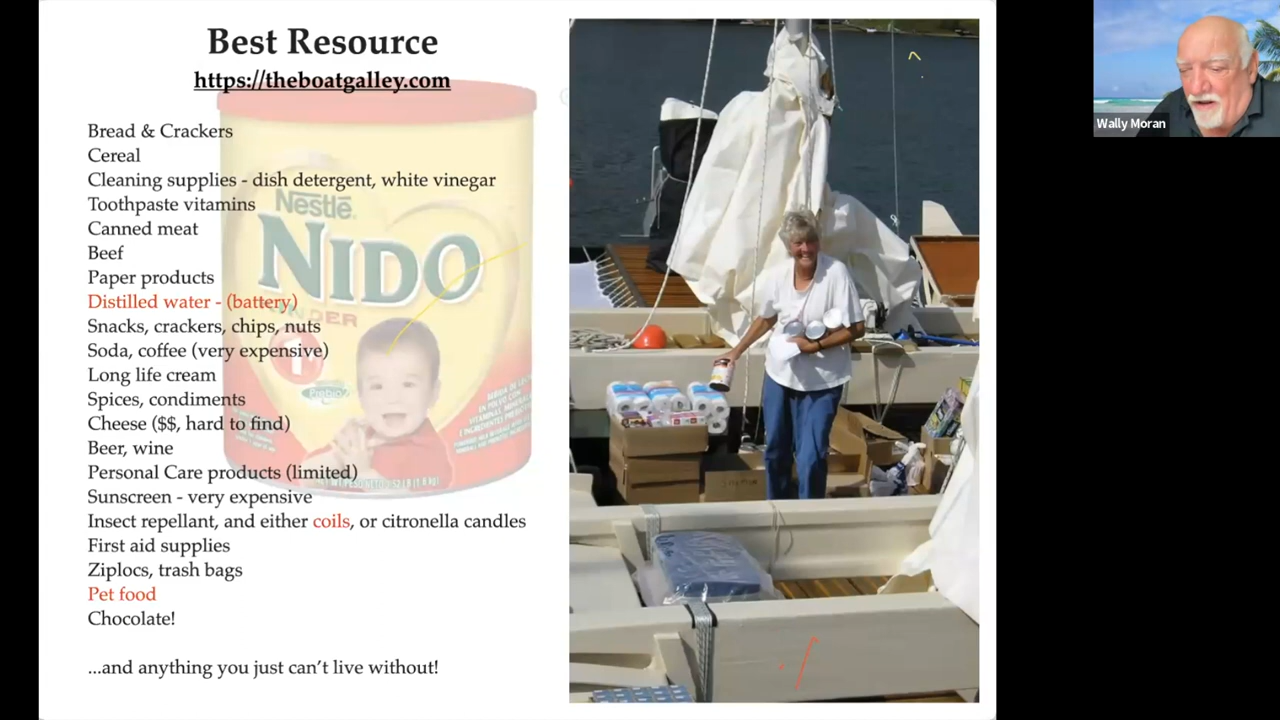 Best Resource
https://theboatgalley.com
Bread & Crackers
Cereal
Cleaning supplies - dish detergent, white vinegar
Toothpaste vitamins
Canned meat
Beef
Paper products
Distilled water - (battery)
Snacks, crackers, chips, nuts
Soda, coffee (very expensive)
Long life cream
Spices, condiments
Cheese ($$, hard to find)
Beer, wine
Personal Care products (limited)
Sunscreen - very expensive
Insect repellant, and either coils, or citronella candles
First aid supplies
Ziplocs, trash bags
Pet food
Chocolate!
...and anything you just can't live without!
Nestlé
NIDO
Wally Moran